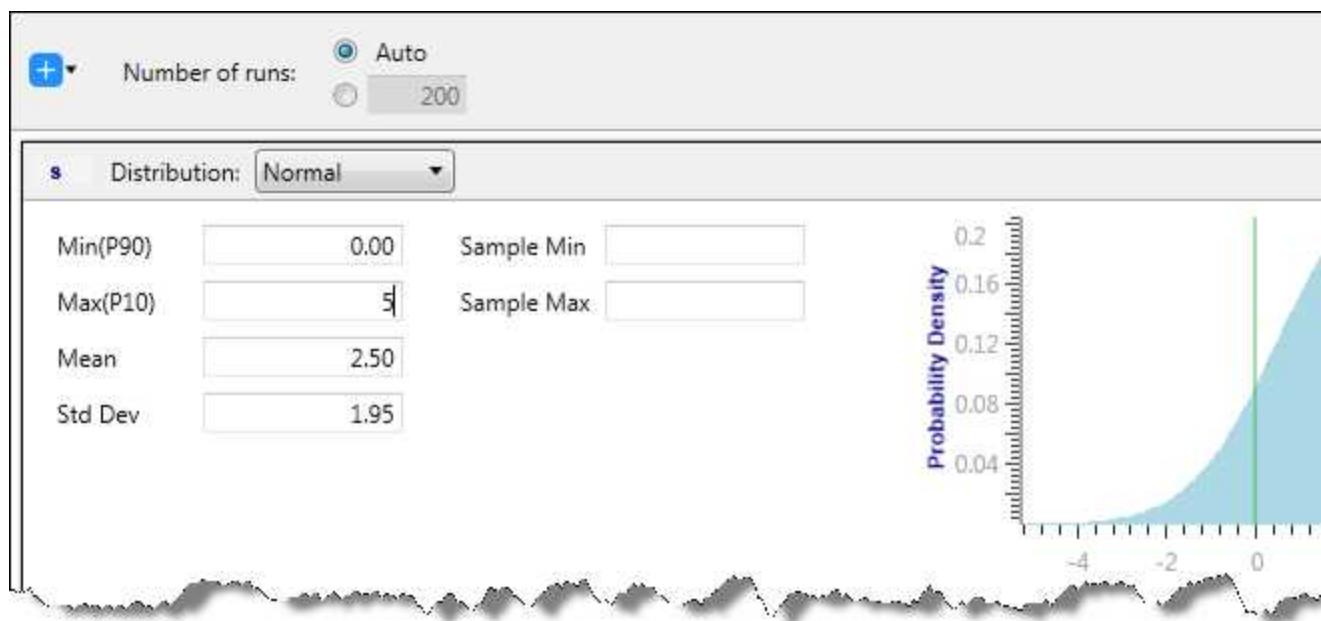 Number of runs:
Auto
200
s Distribution: Normal
Min(P90) 0.00 Sample Min
Max(P10) 5 Sample Max
Mean 2.50
Std Dev 1.95
Probability Density
0.2
0.16
0.12
0.08
0.04
-4 -2 0